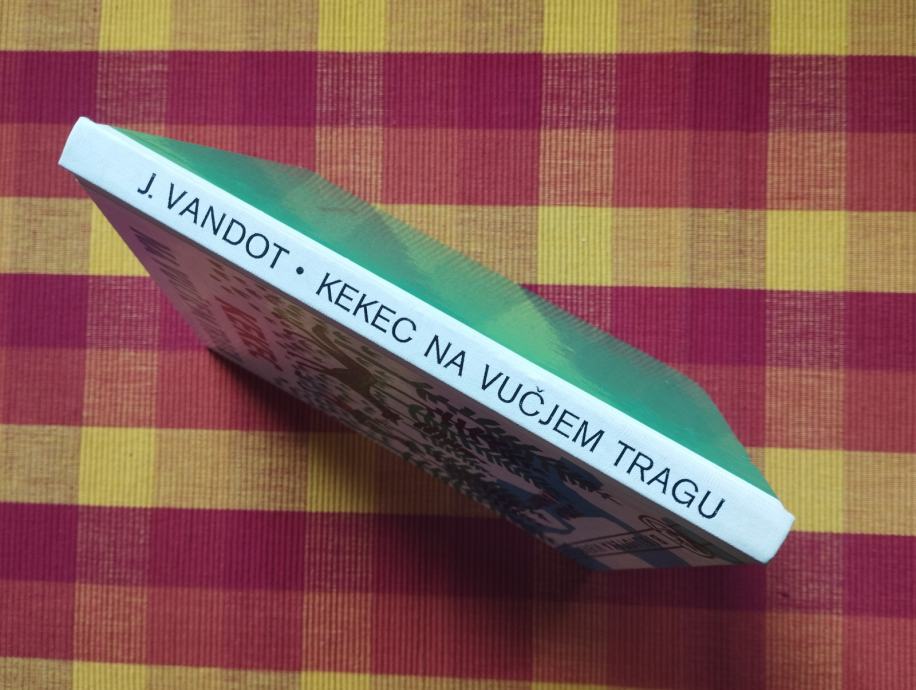 J. VANDOT • KEKEC NA VUČJEM TRAGU